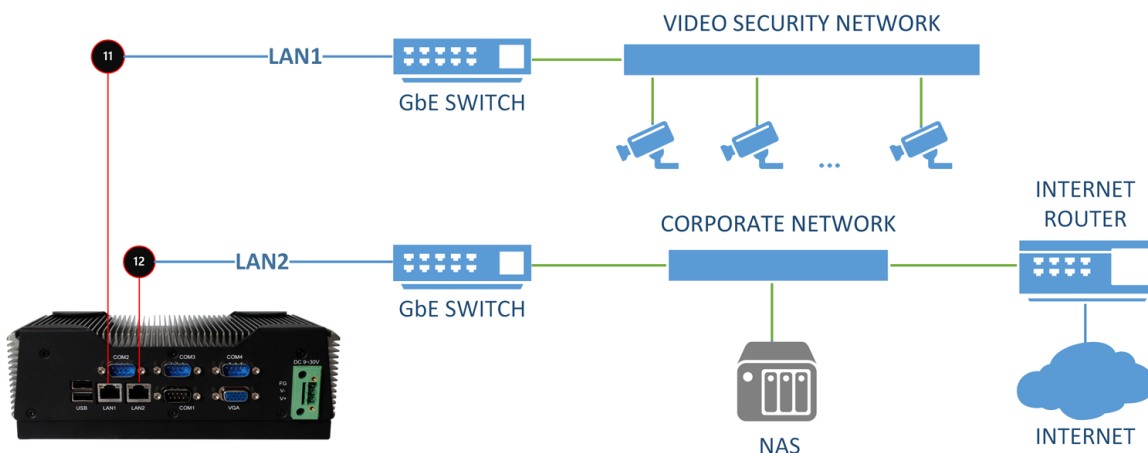 VIDEO SECURITY NETWORK
11
LAN1
GbE SWITCH
...
INTERNET
ROUTER
CORPORATE NETWORK
12
LAN2
GbE SWITCH
COM2
COM3
COM4
DC 9~30V
FG
V-
V+
USB
LAN1
LAN2
COM1
VGA
NAS
INTERNET